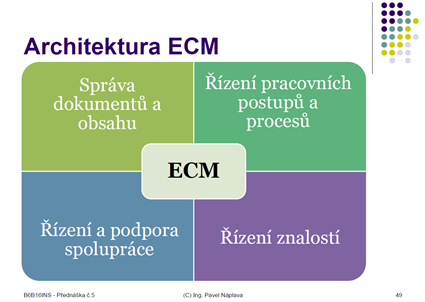 Architektura ECM
Správa
dokumentů a
obsahu
Řízení pracovních
postupů a
procesů
ECM
Řízení a podpora
spolupráce
Řízení znalostí
B6B16INS - Přednáška č.5
(C) Ing. Pavel Náplava
49